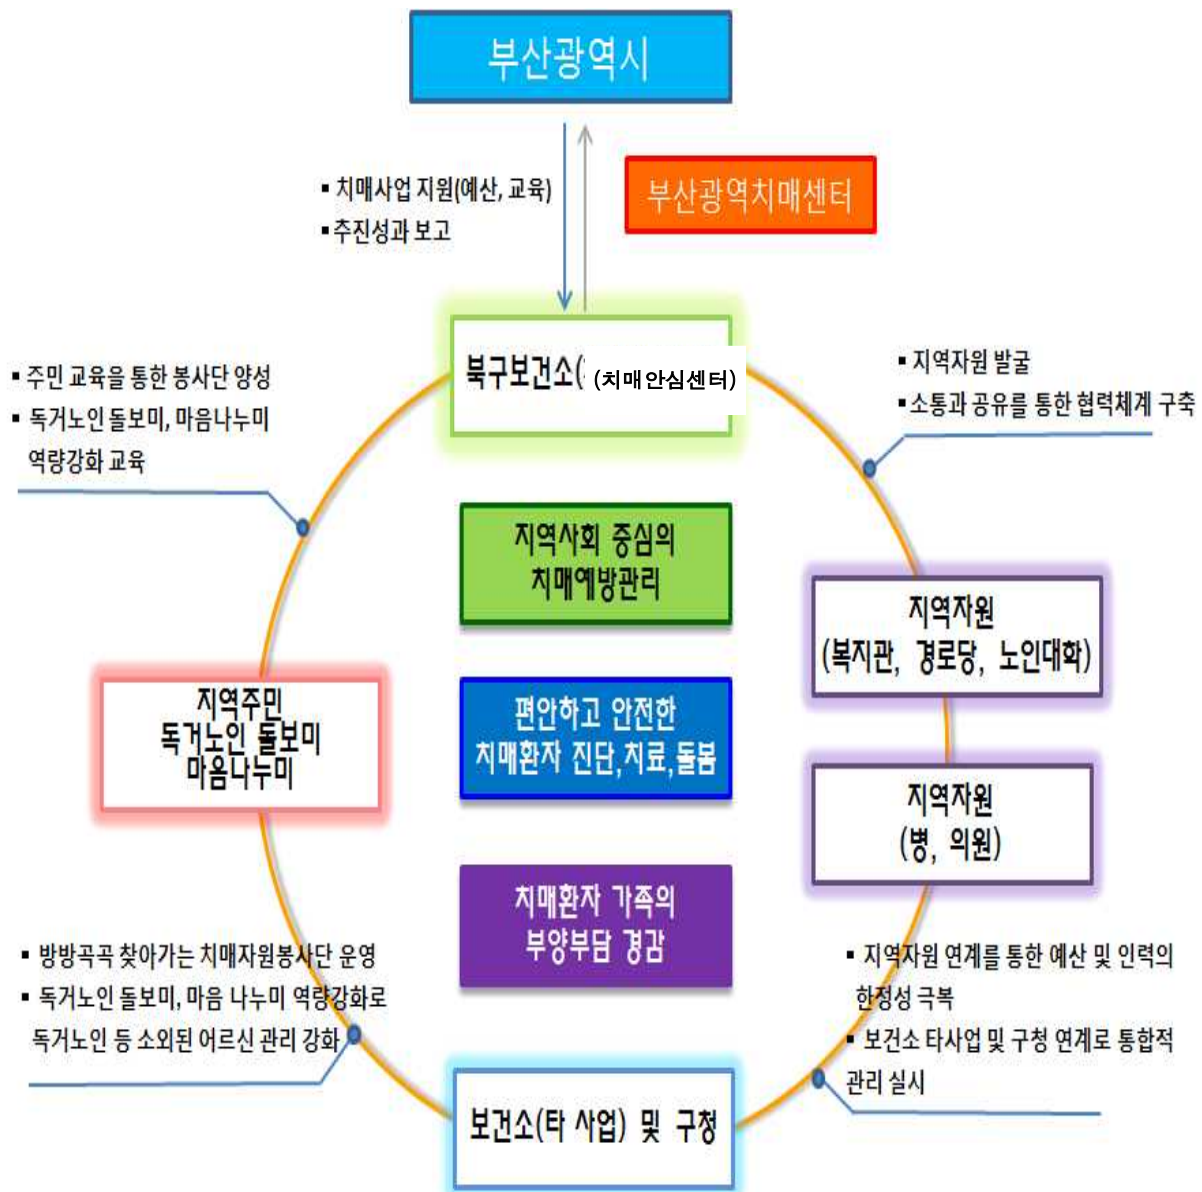 부산광역시
▪ 치매사업 지원(예산, 교육)
▪ 추진성과 보고
부산광역치매센터
북구보건소( (치매안심센터)
▪ 주민 교육을 통한 봉사단 양성
▪ 독거노인 돌보미, 마음나누미
역량강화 교육
▪ 지역자원 발굴
▪ 소통과 공유를 통한 협력체계 구축
지역사회 중심의
치매예방관리
지역자원
(복지관, 경로당, 노인대화)
지역주민
독거노인 돌보미
마음나누미
편안하고 안전한
치매환자 진단,치료,돌봄
지역자원
(병, 의원)
치매환자 가족의
부양부담 경감
▪ 방방곡곡 찾아가는 치매자원봉사단 운영
▪ 독거노인 돌보미, 마음 나누미 역량강화로
독거노인 등 소외된 어르신 관리 강화
▪ 지역자원 연계를 통한 예산 및 인력의
한정성 극복
▪ 보건소 타사업 및 구청 연계로 통합적
관리 실시
보건소(타 사업) 및 구청